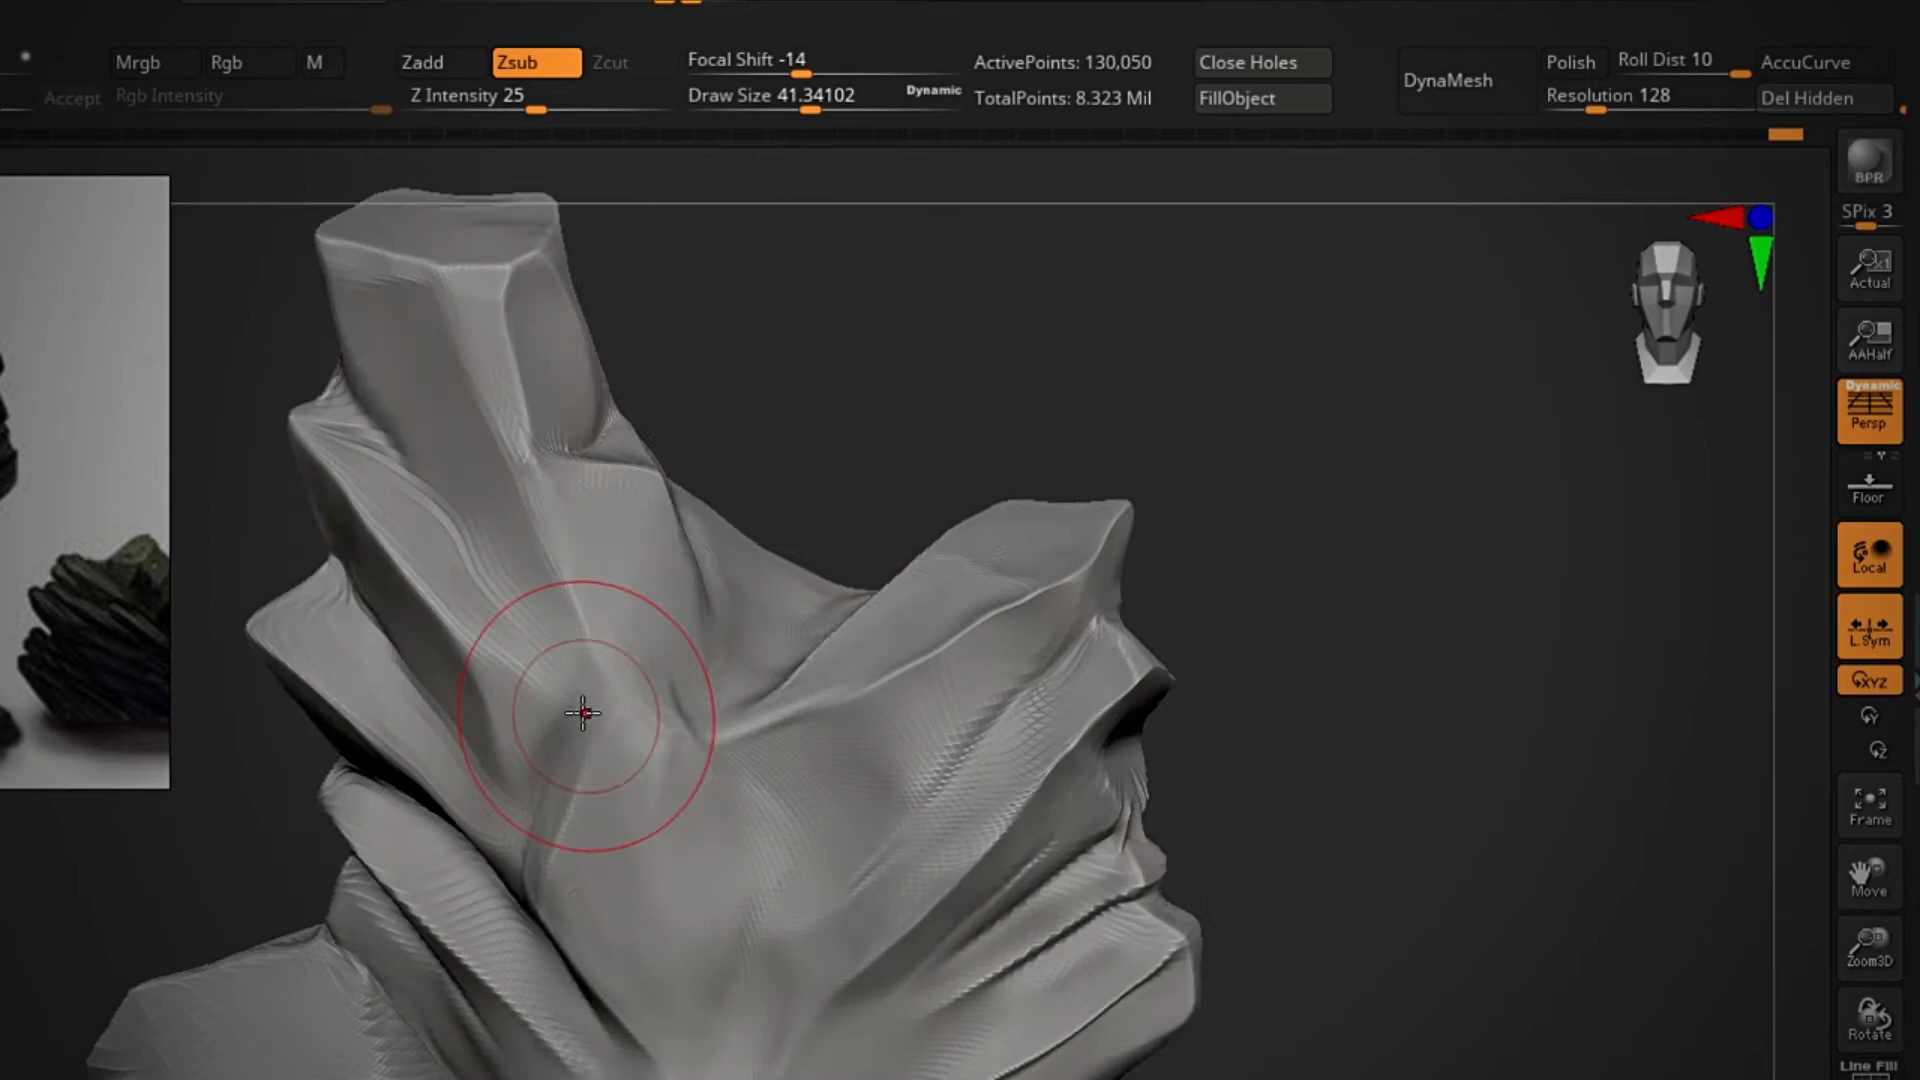 Mrgb Rgb M Zadd Zsub Zcut Focal Shift -14 ActivePoints: 130,050 Close Holes DynaMesh Polish Roll Dist 10 AccuCurve
Accept Rgb Intensity Z Intensity 25 Draw Size 41.34102 Dynamic TotalPoints: 8.323 Mil FillObject Resolution 128 Del Hidden
BPR
SPix 3
Actual
AAHalf
Dynamic
Persp
Floor
Local
L.Sym
XYZ
Y
Z
Frame
Move
Zoom3D
Rotate
Line Fill